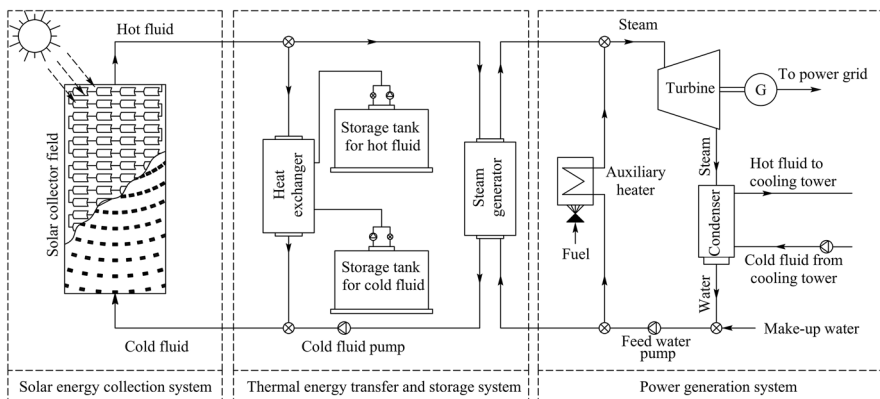 Hot fluid
Solar collector field
Cold fluid
Solar energy collection system
Storage tank
for hot fluid
Heat
exchanger
Storage tank
for cold fluid
Steam
generator
Cold fluid pump
Thermal energy transfer and storage system
Steam
Turbine
G
To power grid
Steam
Auxiliary
heater
Fuel
Condenser
Hot fluid to
cooling tower
Cold fluid from
cooling tower
Water
Feed water
pump
Make-up water
Power generation system